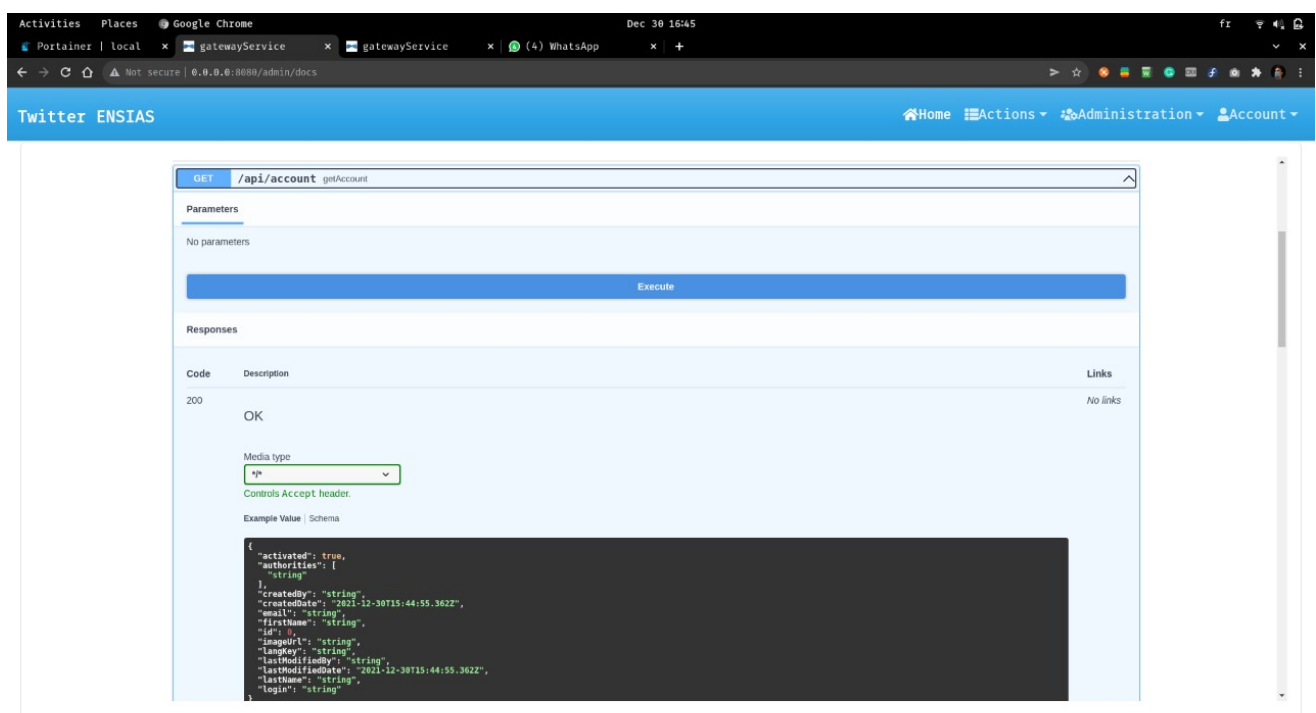 Activities Places Google Chrome Dec 30 16:45 fr
Portainer | local × gatewayService × gatewayService × (4) WhatsApp × +
Not secure | 0.0.0.0:8080/admin/docs
Twitter ENSIAS Home Actions Administration Account
GET /api/account getAccount
Parameters
No parameters
Execute
Responses
Code Description Links
200 No links
OK
Media type
*/*
Controls Accept header.
Example Value | Schema
{
"activated": true,
"authorities": [
"string"
],
"createdBy": "string",
"createdDate": "2021-12-30T15:44:55.362Z",
"email": "string",
"firstName": "string",
"id": 0,
"imageUrl": "string",
"langKey": "string",
"lastModifiedBy": "string",
"lastModifiedDate": "2021-12-30T15:44:55.362Z",
"lastName": "string",
"login": "string"
}